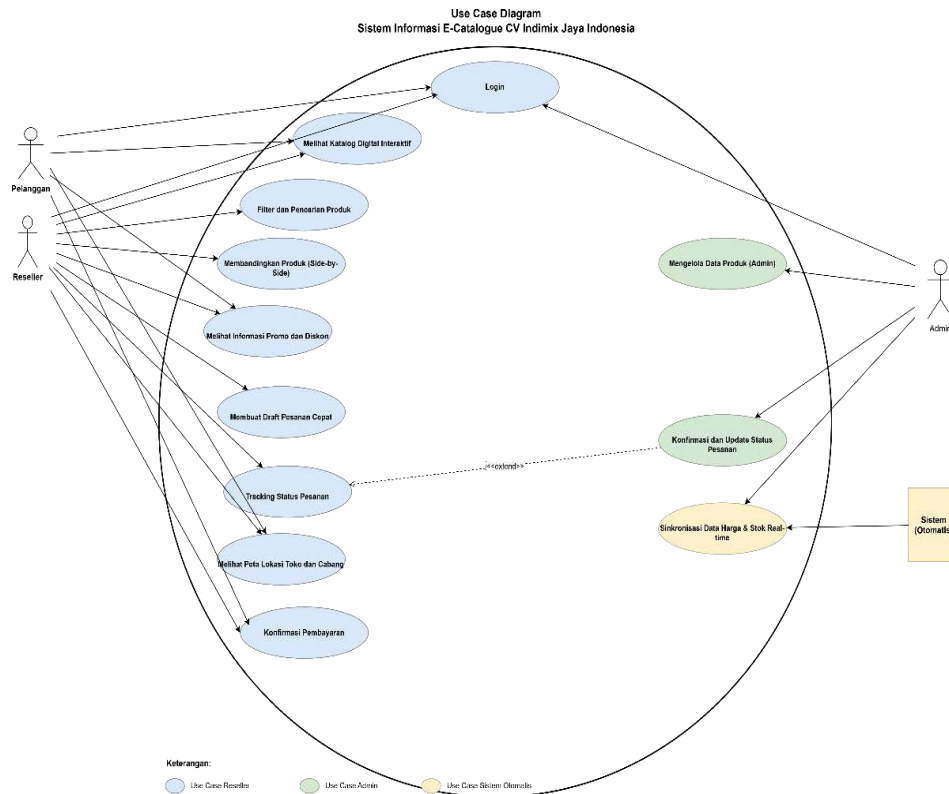 Use Case Diagram
Sistem Informasi E-Catalogue CV Indimix Jaya Indonesia
Login
Melihat Katalog Digital Interaktif
Pelanggan
Filter dan Pencarian Produk
Reseller
Membandingkan Produk (Side-by-
Side)
Mengelola Data Produk (Admin)
Admin
Melihat Informasi Promo dan Diskon
Membuat Draft Pesanan Cepat
Konfirmasi dan Update Status
Pesanan
<<extend>>
Tracking Status Pesanan
Sinkronisasi Data Harga & Stok Real-
time
Sistem
(Otomatis
Melihat Peta Lokasi Toko dan Cabang
Konfirmasi Pembayaran
Keterangan:
Use Case Reseller
Use Case Admin
Use Case Sistem Otomatis